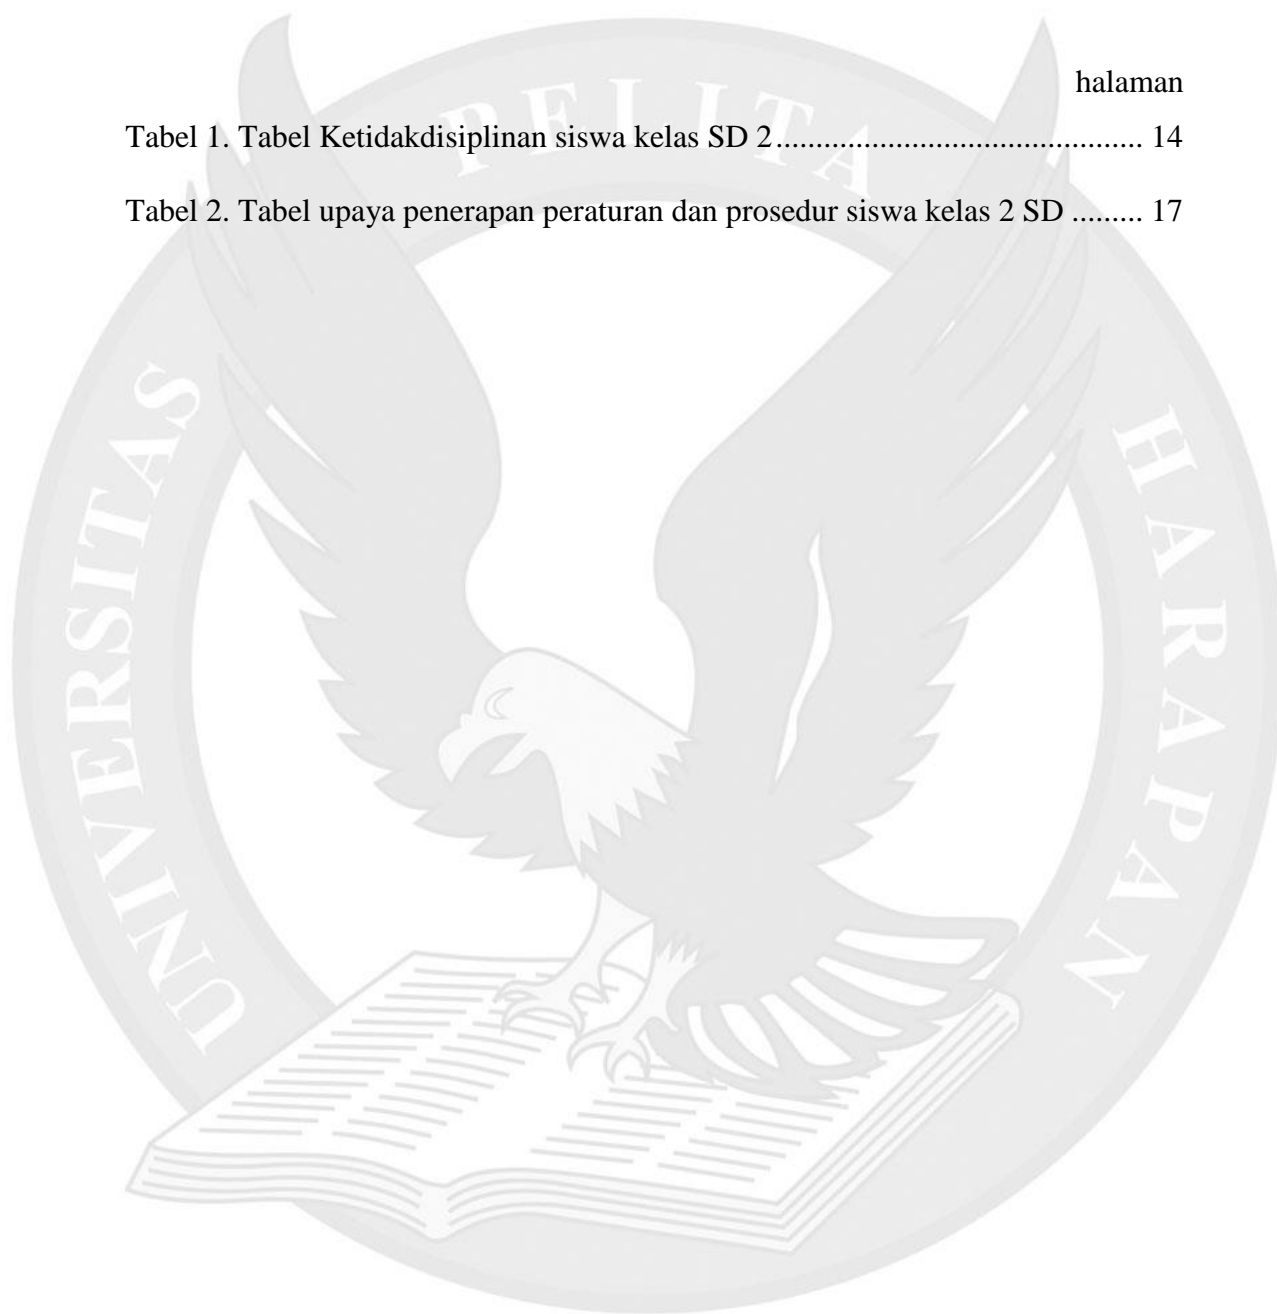 halaman
Tabel 1. Tabel Ketidakdisiplinan siswa kelas SD 2.............................................. 14
Tabel 2. Tabel upaya penerapan peraturan dan prosedur siswa kelas 2 SD ......... 17
UNIVERSITAS PELITA HARAPAN